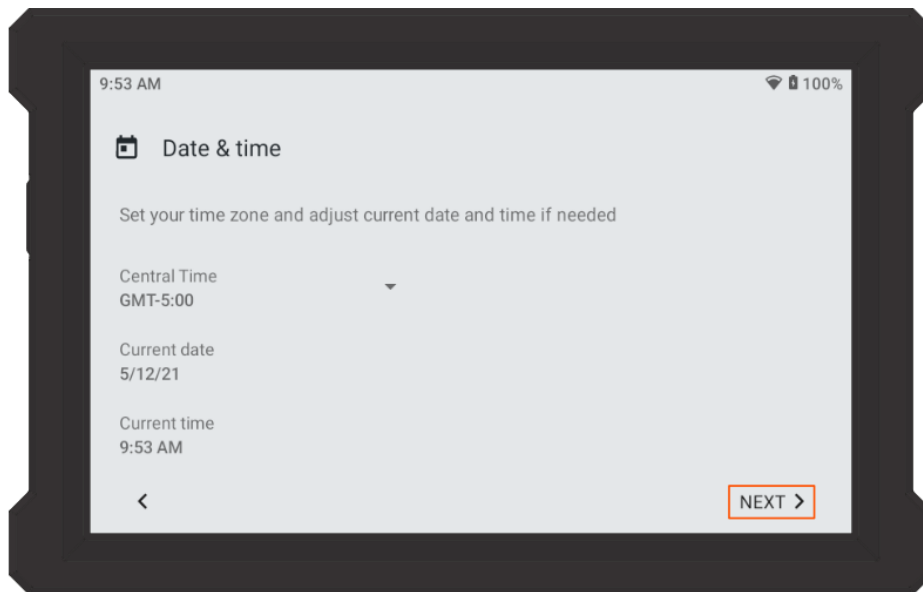 9:53 AM 100%
Date & time
Set your time zone and adjust current date and time if needed
Central Time
GMT-5:00
Current date
5/12/21
Current time
9:53 AM
NEXT